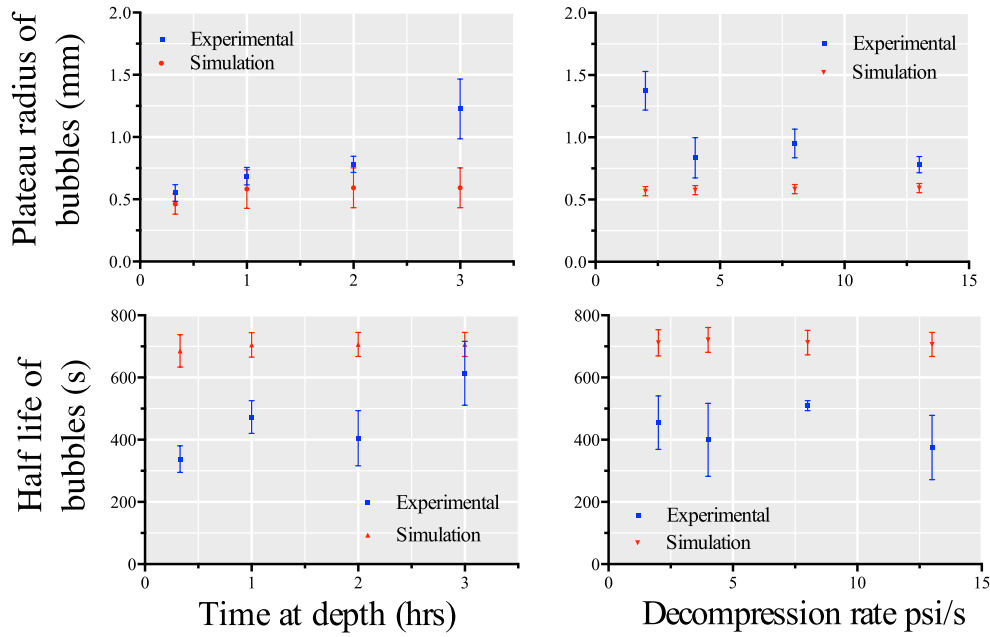 Plateau radius of
bubbles (mm)
2.0
1.5
1.0
0.5
0.0
Experimental
Simulation
0
1
2
3
2.0
1.5
1.0
0.5
0.0
Experimental
Simulation
0
5
10
15
Half life of
bubbles (s)
800
600
400
200
0
Experimental
Simulation
0
1
2
3
Time at depth (hrs)
800
600
400
200
0
Experimental
Simulation
0
5
10
15
Decompression rate psi/s